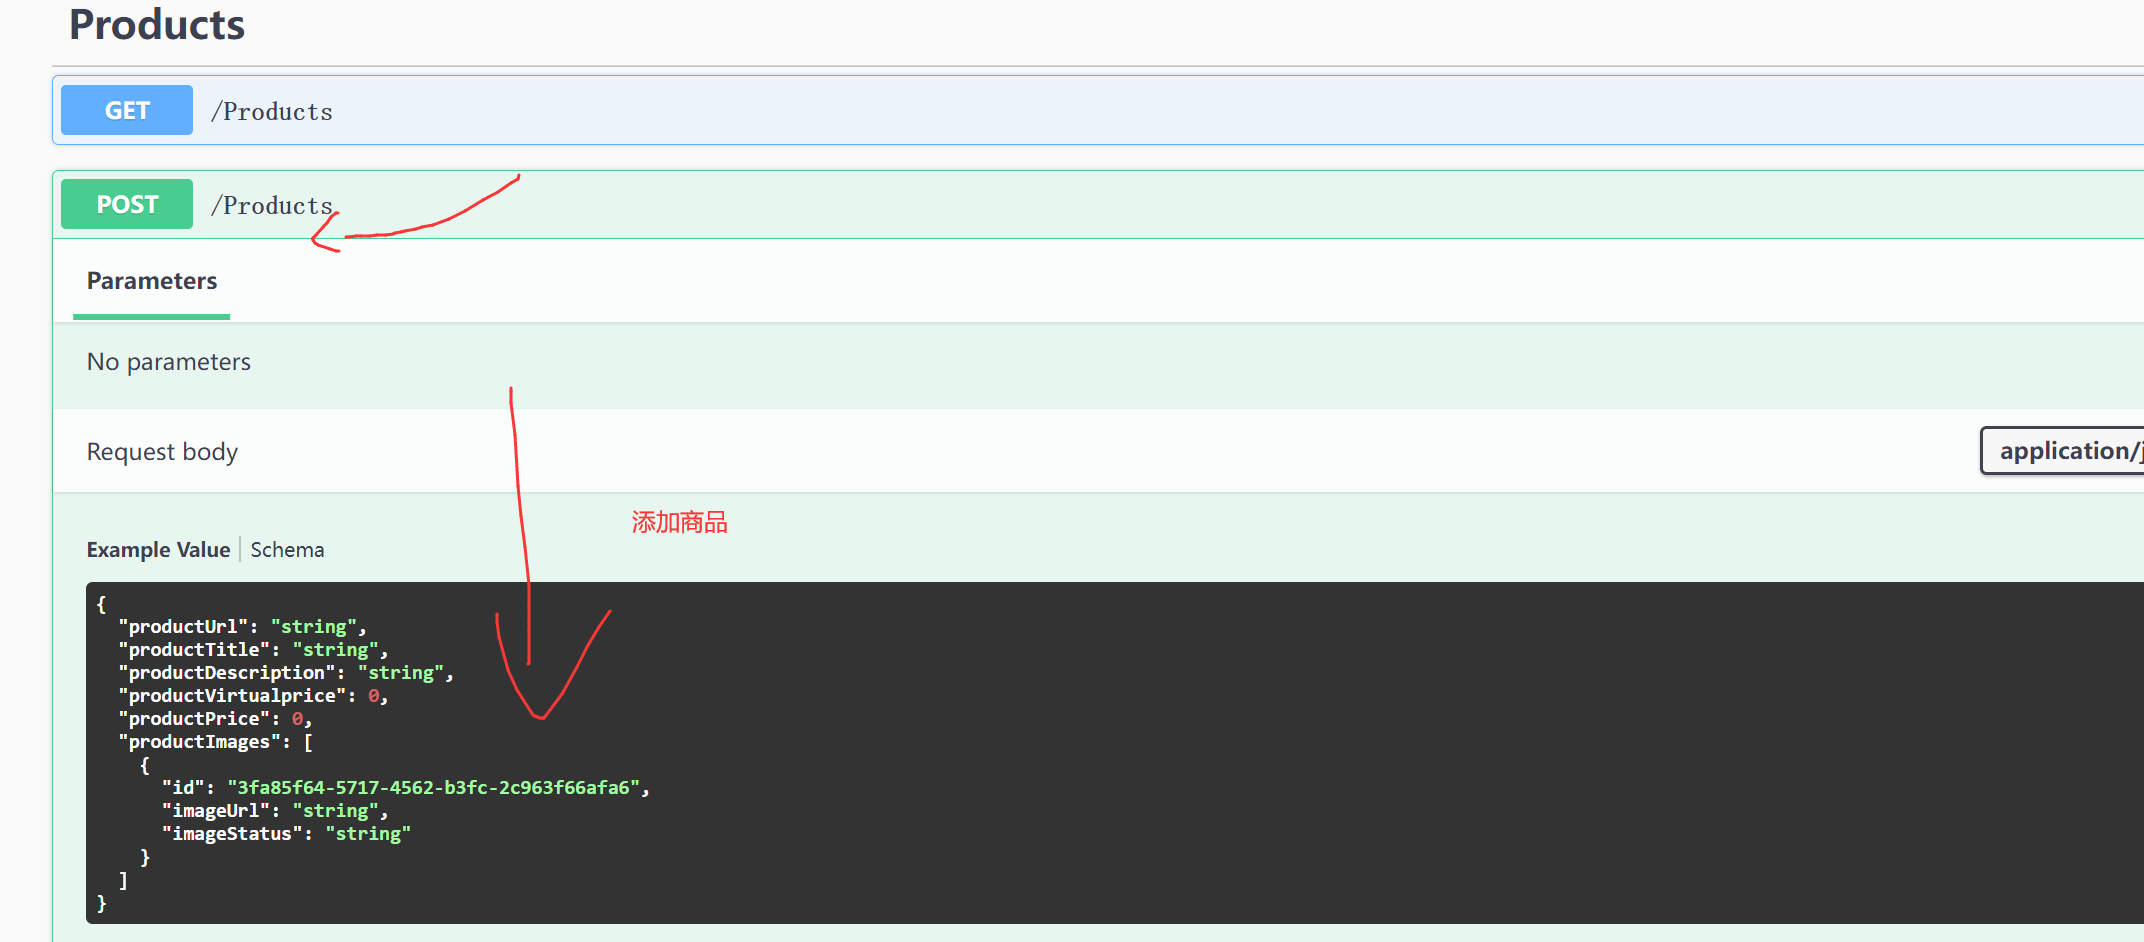 Products
GET /Products
POST /Products
Parameters
No parameters
Request body
application/j
添加商品
Example Value
Schema
{
"productUrl": "string",
"productTitle": "string",
"productDescription": "string",
"productVirtualprice": 0,
"productPrice": 0,
"productImages": [
{
"id": "3fa85f64-5717-4562-b3fc-2c963f66afa6",
"imageUrl": "string",
"imageStatus": "string"
}
]
}